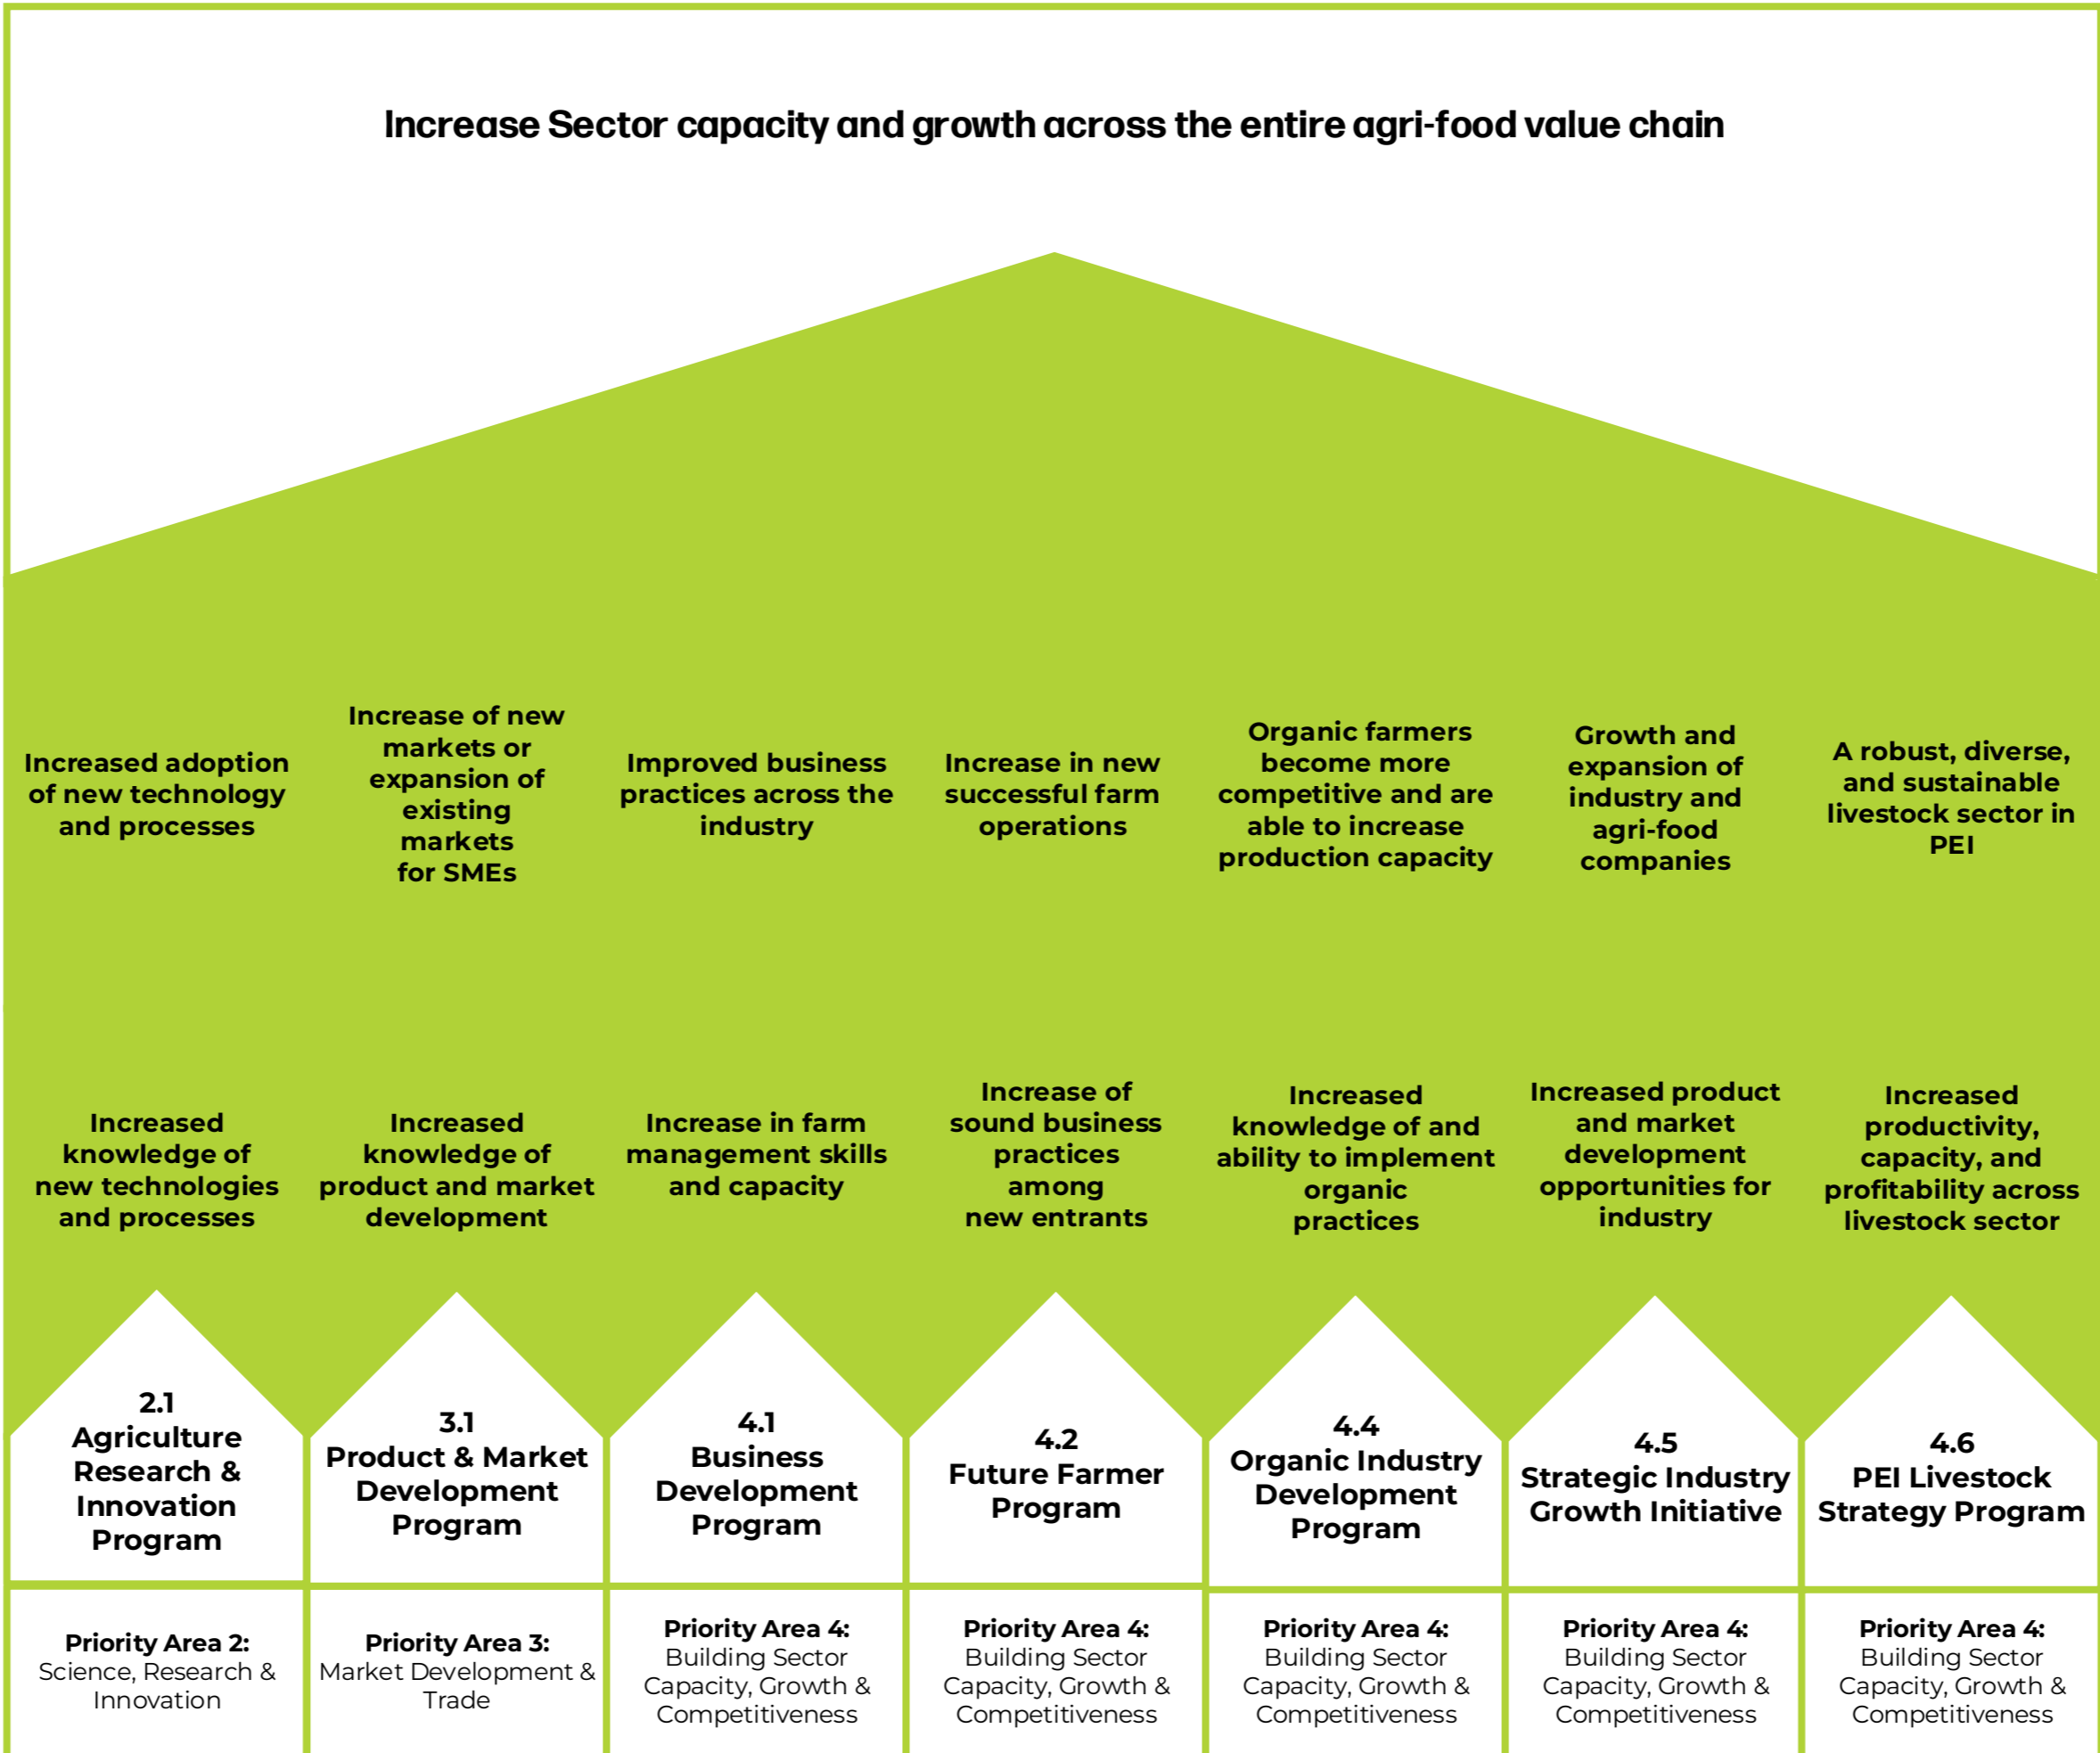 Increase Sector capacity and growth across the entire agri-food value chain
Increased adoption
of new technology
and processes
Increase of new
markets or
expansion of
existing
markets
for SMEs
Improved business
practices across the
industry
Increase in new
successful farm
operations
Organic farmers
become more
competitive and are
able to increase
production capacity
Growth and
expansion of
industry and
agri-food
companies
A robust, diverse,
and sustainable
livestock sector in
PEI
Increased
knowledge of
new technologies
and processes
Increased
knowledge of
product and market
development
Increase in farm
management skills
and capacity
Increase of
sound business
practices
among
new entrants
Increased
knowledge of and
ability to implement
organic
practices
Increased product
and market
development
opportunities for
industry
Increased
productivity,
capacity, and
profitability across
livestock sector
2.1
Agriculture
Research &
Innovation
Program
3.1
Product & Market
Development
Program
4.1
Business
Development
Program
4.2
Future Farmer
Program
4.4
Organic Industry
Development
Program
4.5
Strategic Industry
Growth Initiative
4.6
PEI Livestock
Strategy Program
Priority Area 2:
Science, Research &
Innovation
Priority Area 3:
Market Development &
Trade
Priority Area 4:
Building Sector
Capacity, Growth &
Competitiveness
Priority Area 4:
Building Sector
Capacity, Growth &
Competitiveness
Priority Area 4:
Building Sector
Capacity, Growth &
Competitiveness
Priority Area 4:
Building Sector
Capacity, Growth &
Competitiveness
Priority Area 4:
Building Sector
Capacity, Growth &
Competitiveness